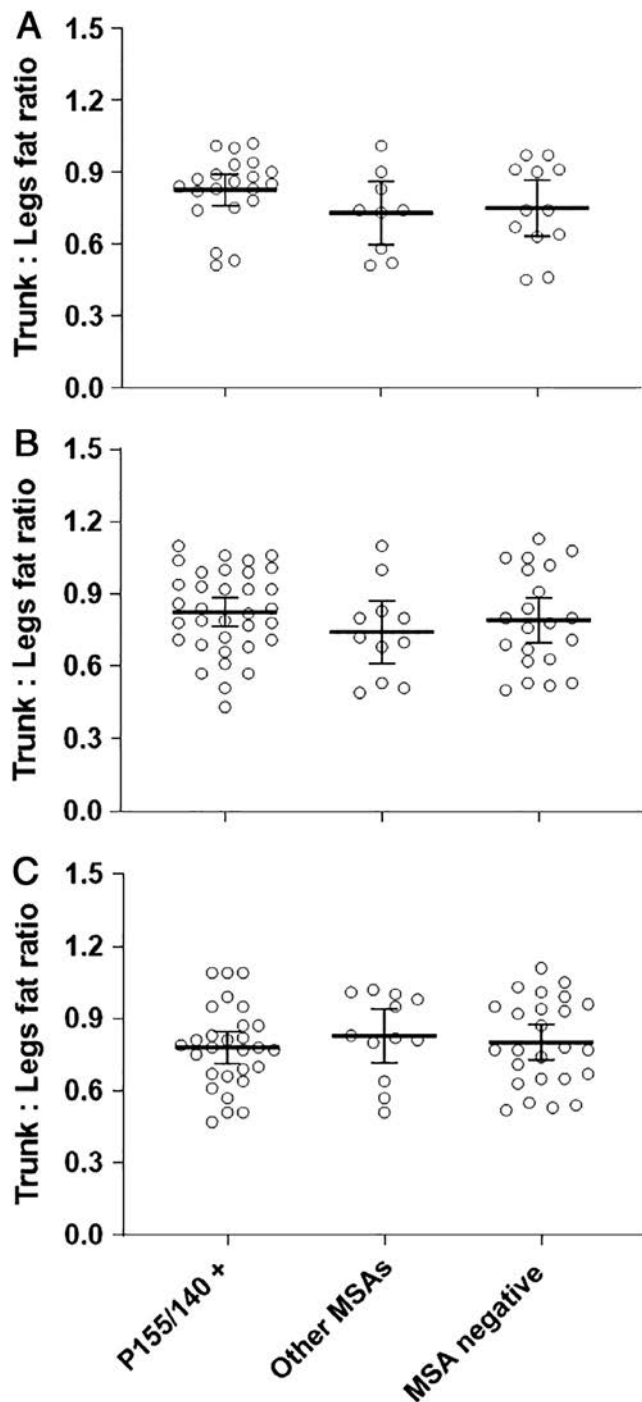 A
1.5
1.2
0.9
0.6
0.3
0.0
Trunk : Legs fat ratio
B
1.5
1.2
0.9
0.6
0.3
0.0
Trunk : Legs fat ratio
C
1.5
1.2
0.9
0.6
0.3
0.0
Trunk : Legs fat ratio
P155/140 +
Other MSAs
MSA negative